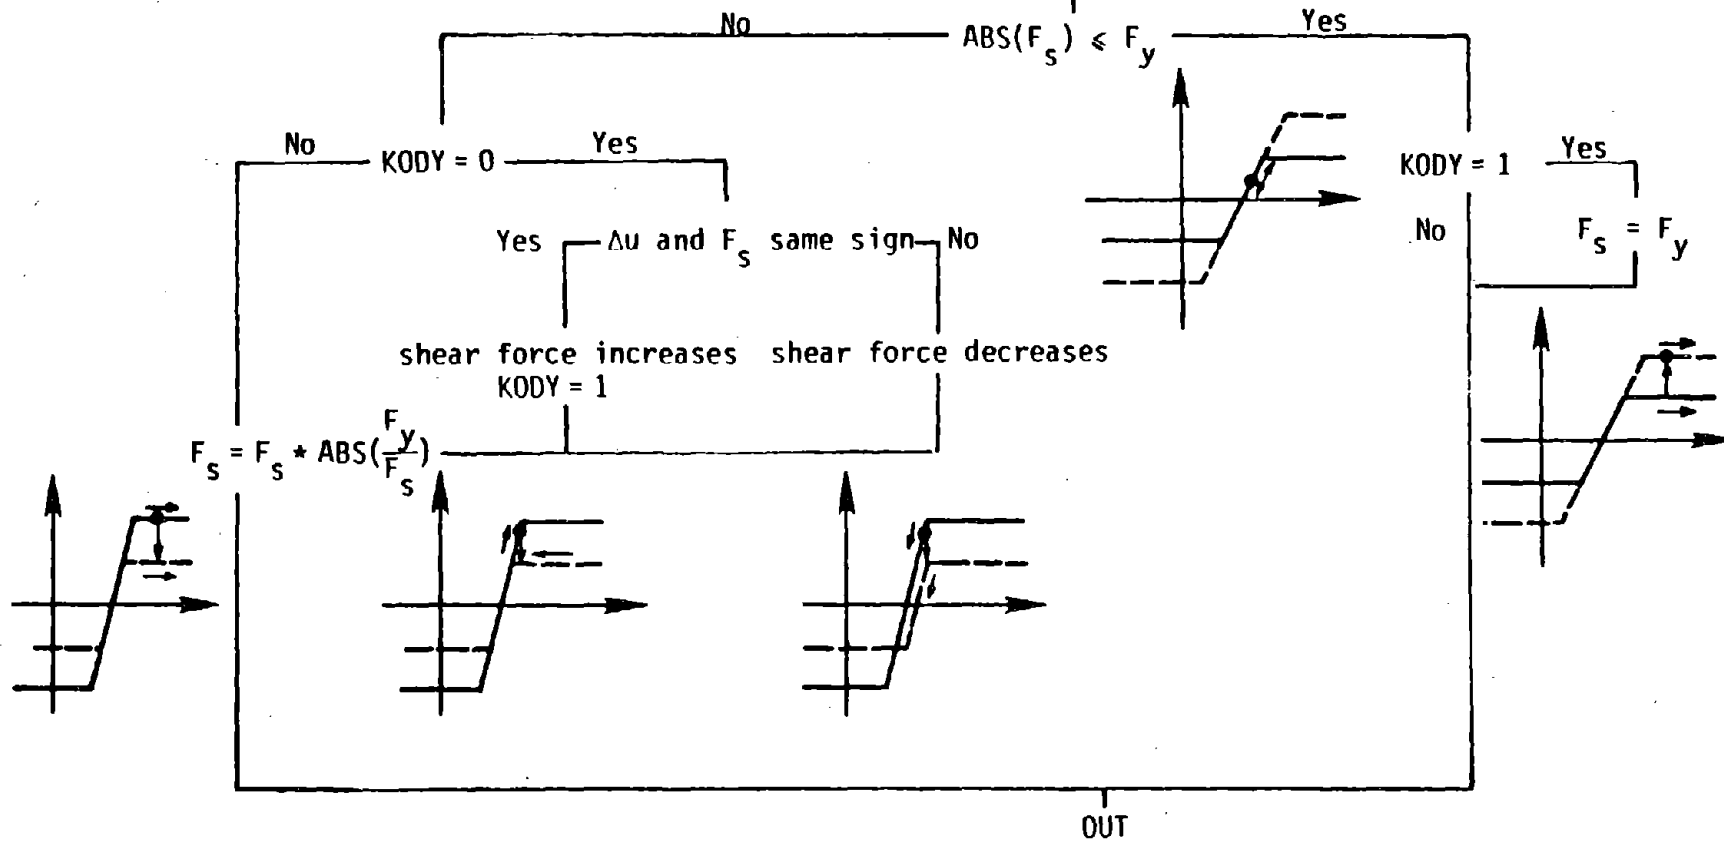 No ABS(F_s) ≤ F_y Yes
No KODY = 0 Yes
KODY = 1 Yes
Yes Δu and F_s same sign No
No F_s = F_y
shear force increases shear force decreases
KODY = 1
F_s = F_s * ABS(F_y/F_s)
OUT